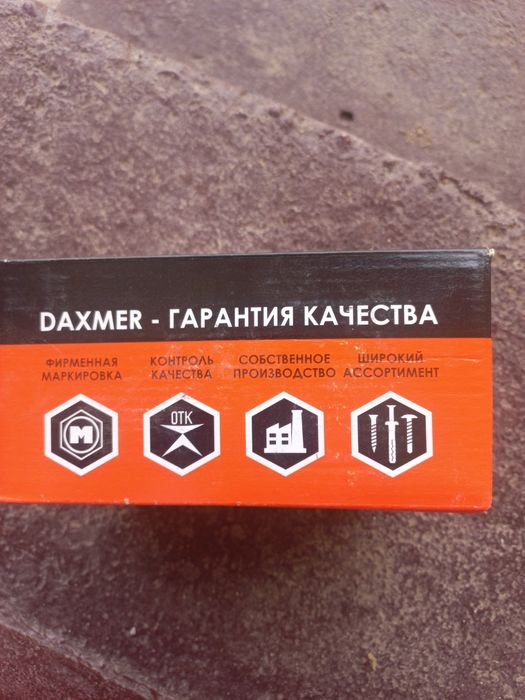 DAXMER - ГАРАНТИЯ КАЧЕСТВА
ФИРМЕННАЯ МАРКИРОВКА
КОНТРОЛЬ КАЧЕСТВА
СОБСТВЕННОЕ ПРОИЗВОДСТВО
ШИРОКИЙ АССОРТИМЕНТ
М
ОТК